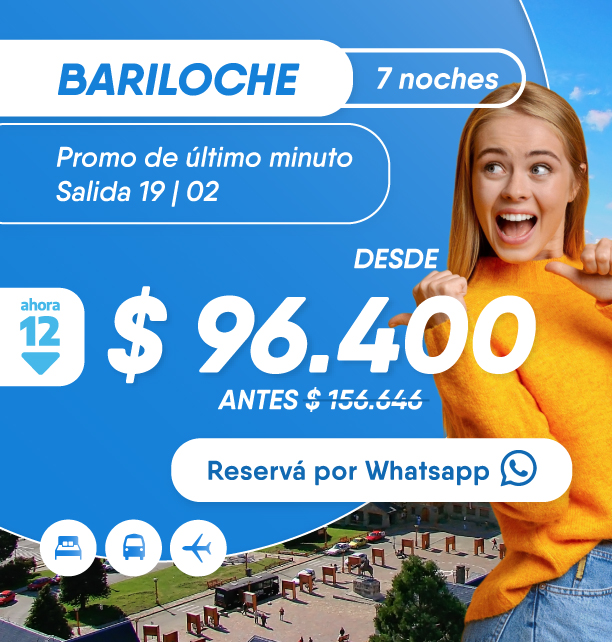 BARILOCHE
7 noches
Promo de último minuto
Salida 19 | 02
DESDE
ahora
12
$ 96.400
ANTES $ 156.646
Reservá por Whatsapp